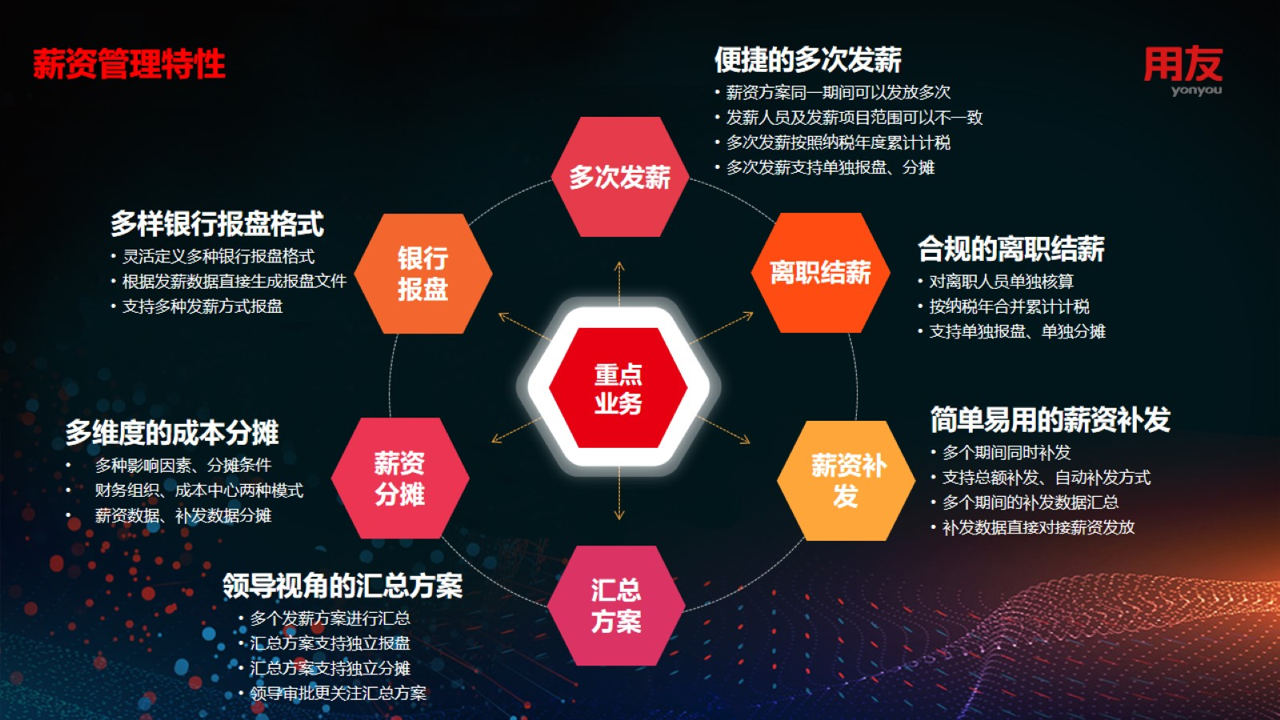 薪资管理特性
用友
yonyou
便捷的多次发薪
• 薪资方案同一期间可以发放多次
• 发薪人员及发薪项目范围可以不一致
• 多次发薪按照纳税年度累计计税
• 多次发薪支持单独报盘、分摊
多次发薪
多样银行报盘格式
• 灵活定义多种银行报盘格式
• 根据发薪数据直接生成报盘文件
• 支持多种发薪方式报盘
银行
报盘
离职结薪
合规的离职结薪
• 对离职人员单独核算
• 按纳税年合并累计计税
• 支持单独报盘、单独分摊
重点
业务
多维度的成本分摊
• 多种影响因素、分摊条件
• 财务组织、成本中心两种模式
• 薪资数据、补发数据分摊
薪资
分摊
薪资补
发
简单易用的薪资补发
• 多个期间同时补发
• 支持总额补发、自动补发方式
• 多个期间的补发数据汇总
• 补发数据直接对接薪资发放
领导视角的汇总方案
• 多个发薪方案进行汇总
• 汇总方案支持独立报盘
• 汇总方案支持独立分摊
• 领导审批更关注汇总方案
汇总
方案